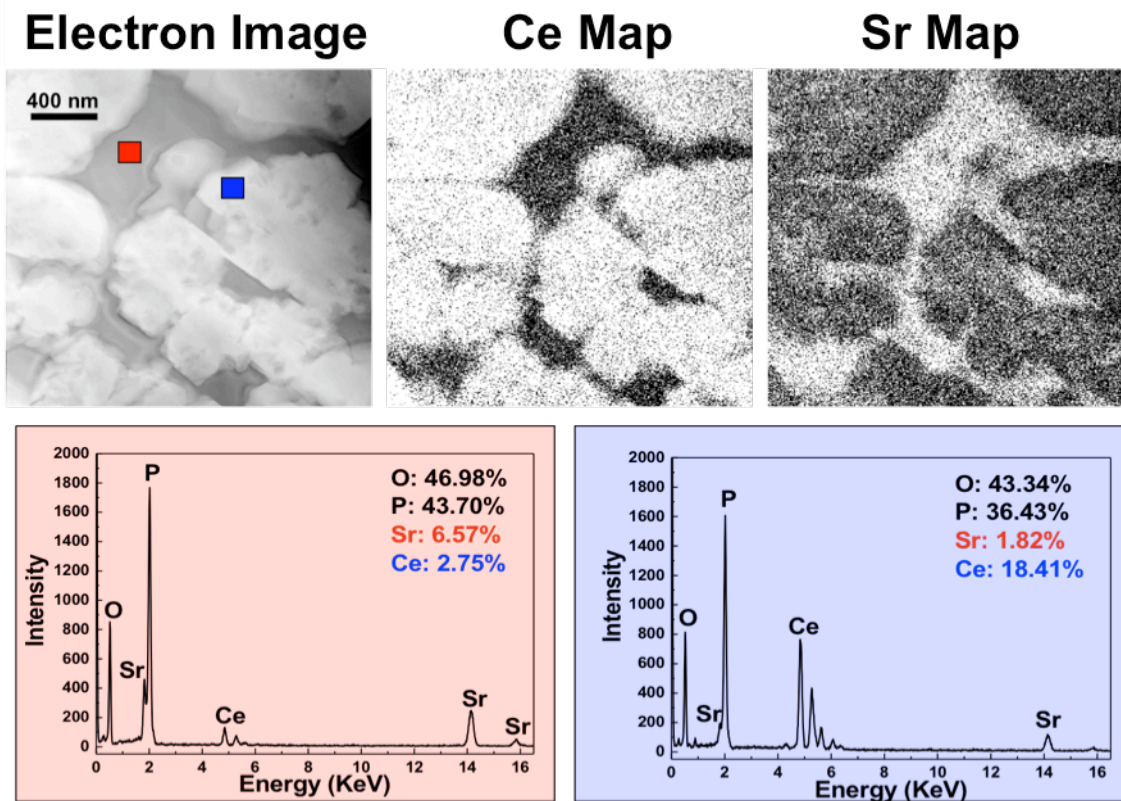 Electron Image
Ce Map
Sr Map
400 nm
2000
1800
1600
1400
1200
1000
800
600
400
200
0
Intensity
P
O
Sr
Ce
Sr
Sr
O: 46.98%
P: 43.70%
Sr: 6.57%
Ce: 2.75%
0 2 4 6 8 10 12 14 16
Energy (KeV)
2000
1800
1600
1400
1200
1000
800
600
400
200
0
Intensity
P
O
Sr
Ce
Sr
O: 43.34%
P: 36.43%
Sr: 1.82%
Ce: 18.41%
0 2 4 6 8 10 12 14 16
Energy (KeV)